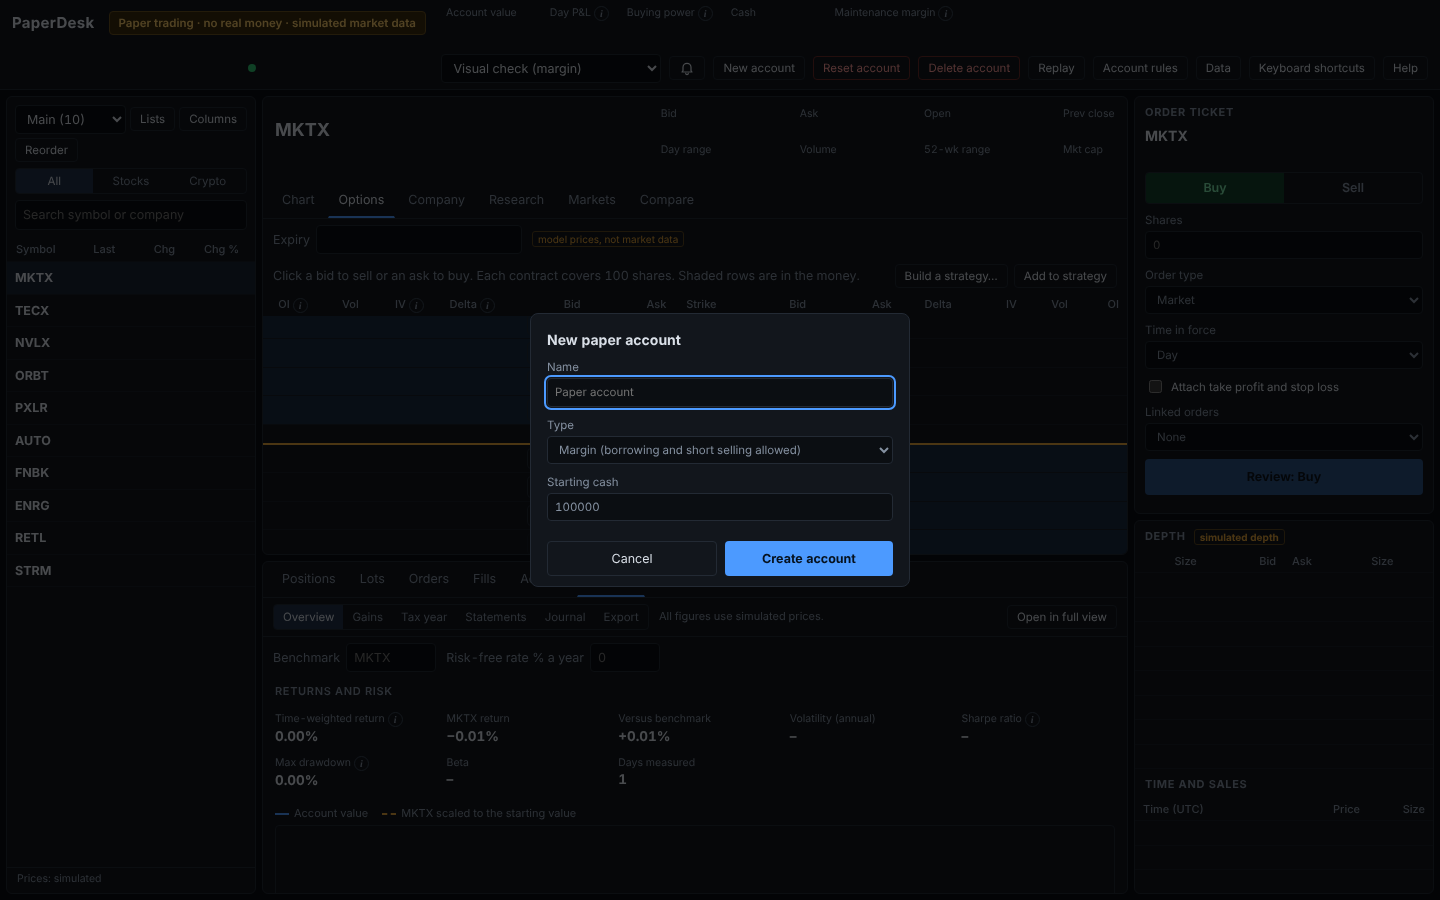 PaperDesk
Paper trading · no real money · simulated market data
Account value
Day P&L i
Buying power i
Cash
Maintenance margin i
Visual check (margin)
New account
Reset account
Delete account
Replay
Account rules
Data
Keyboard shortcuts
Help
Main (10)
Lists
Columns
Reorder
All
Stocks
Crypto
Search symbol or company
Symbol Last Chg Chg %
MKTX
TECX
NVLX
ORBT
PXLR
AUTO
FNBK
ENRG
RETL
STRM
Prices: simulated
MKTX
Bid
Ask
Open
Prev close
Day range
Volume
52-wk range
Mkt cap
Chart
Options
Company
Research
Markets
Compare
Expiry
model prices, not market data
Click a bid to sell or an ask to buy. Each contract covers 100 shares. Shaded rows are in the money.
Build a strategy...
Add to strategy
OI i Vol IV i Delta i Bid Ask Strike Bid Ask Delta IV Vol OI
New paper account
Name
Paper account
Type
Margin (borrowing and short selling allowed)
Starting cash
100000
Cancel
Create account
Positions
Lots
Orders
Fills
Overview
Gains
Tax year
Statements
Journal
Export
All figures use simulated prices.
Open in full view
Benchmark MKTX
Risk-free rate % a year 0
RETURNS AND RISK
Time-weighted return i
0.00%
MKTX return
−0.01%
Versus benchmark
+0.01%
Volatility (annual)
–
Sharpe ratio i
–
Max drawdown i
0.00%
Beta
–
Days measured
1
Account value
MKTX scaled to the starting value
ORDER TICKET
MKTX
Buy
Sell
Shares
0
Order type
Market
Time in force
Day
Attach take profit and stop loss
Linked orders
None
Review: Buy
DEPTH
simulated depth
Size Bid Ask Size
TIME AND SALES
Time (UTC) Price Size